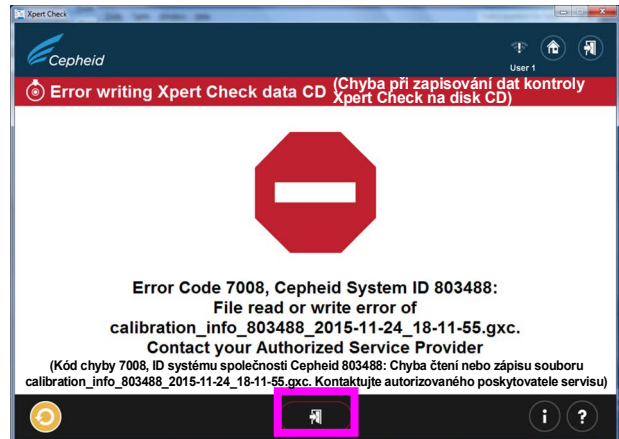 Xpert Check
Cepheid
User 1
Error writing Xpert Check data CD (Chyba při zapisování dat kontroly
Xpert Check na disk CD)
Error Code 7008, Cepheid System ID 803488:
File read or write error of
calibration_info_803488_2015-11-24_18-11-55.gxc.
Contact your Authorized Service Provider
(Kód chyby 7008, ID systému společnosti Cepheid 803488: Chyba čtení nebo zápisu souboru
calibration_info_803488_2015-11-24_18-11-55.gxc. Kontaktujte autorizovaného poskytovatele servisu)
i ?